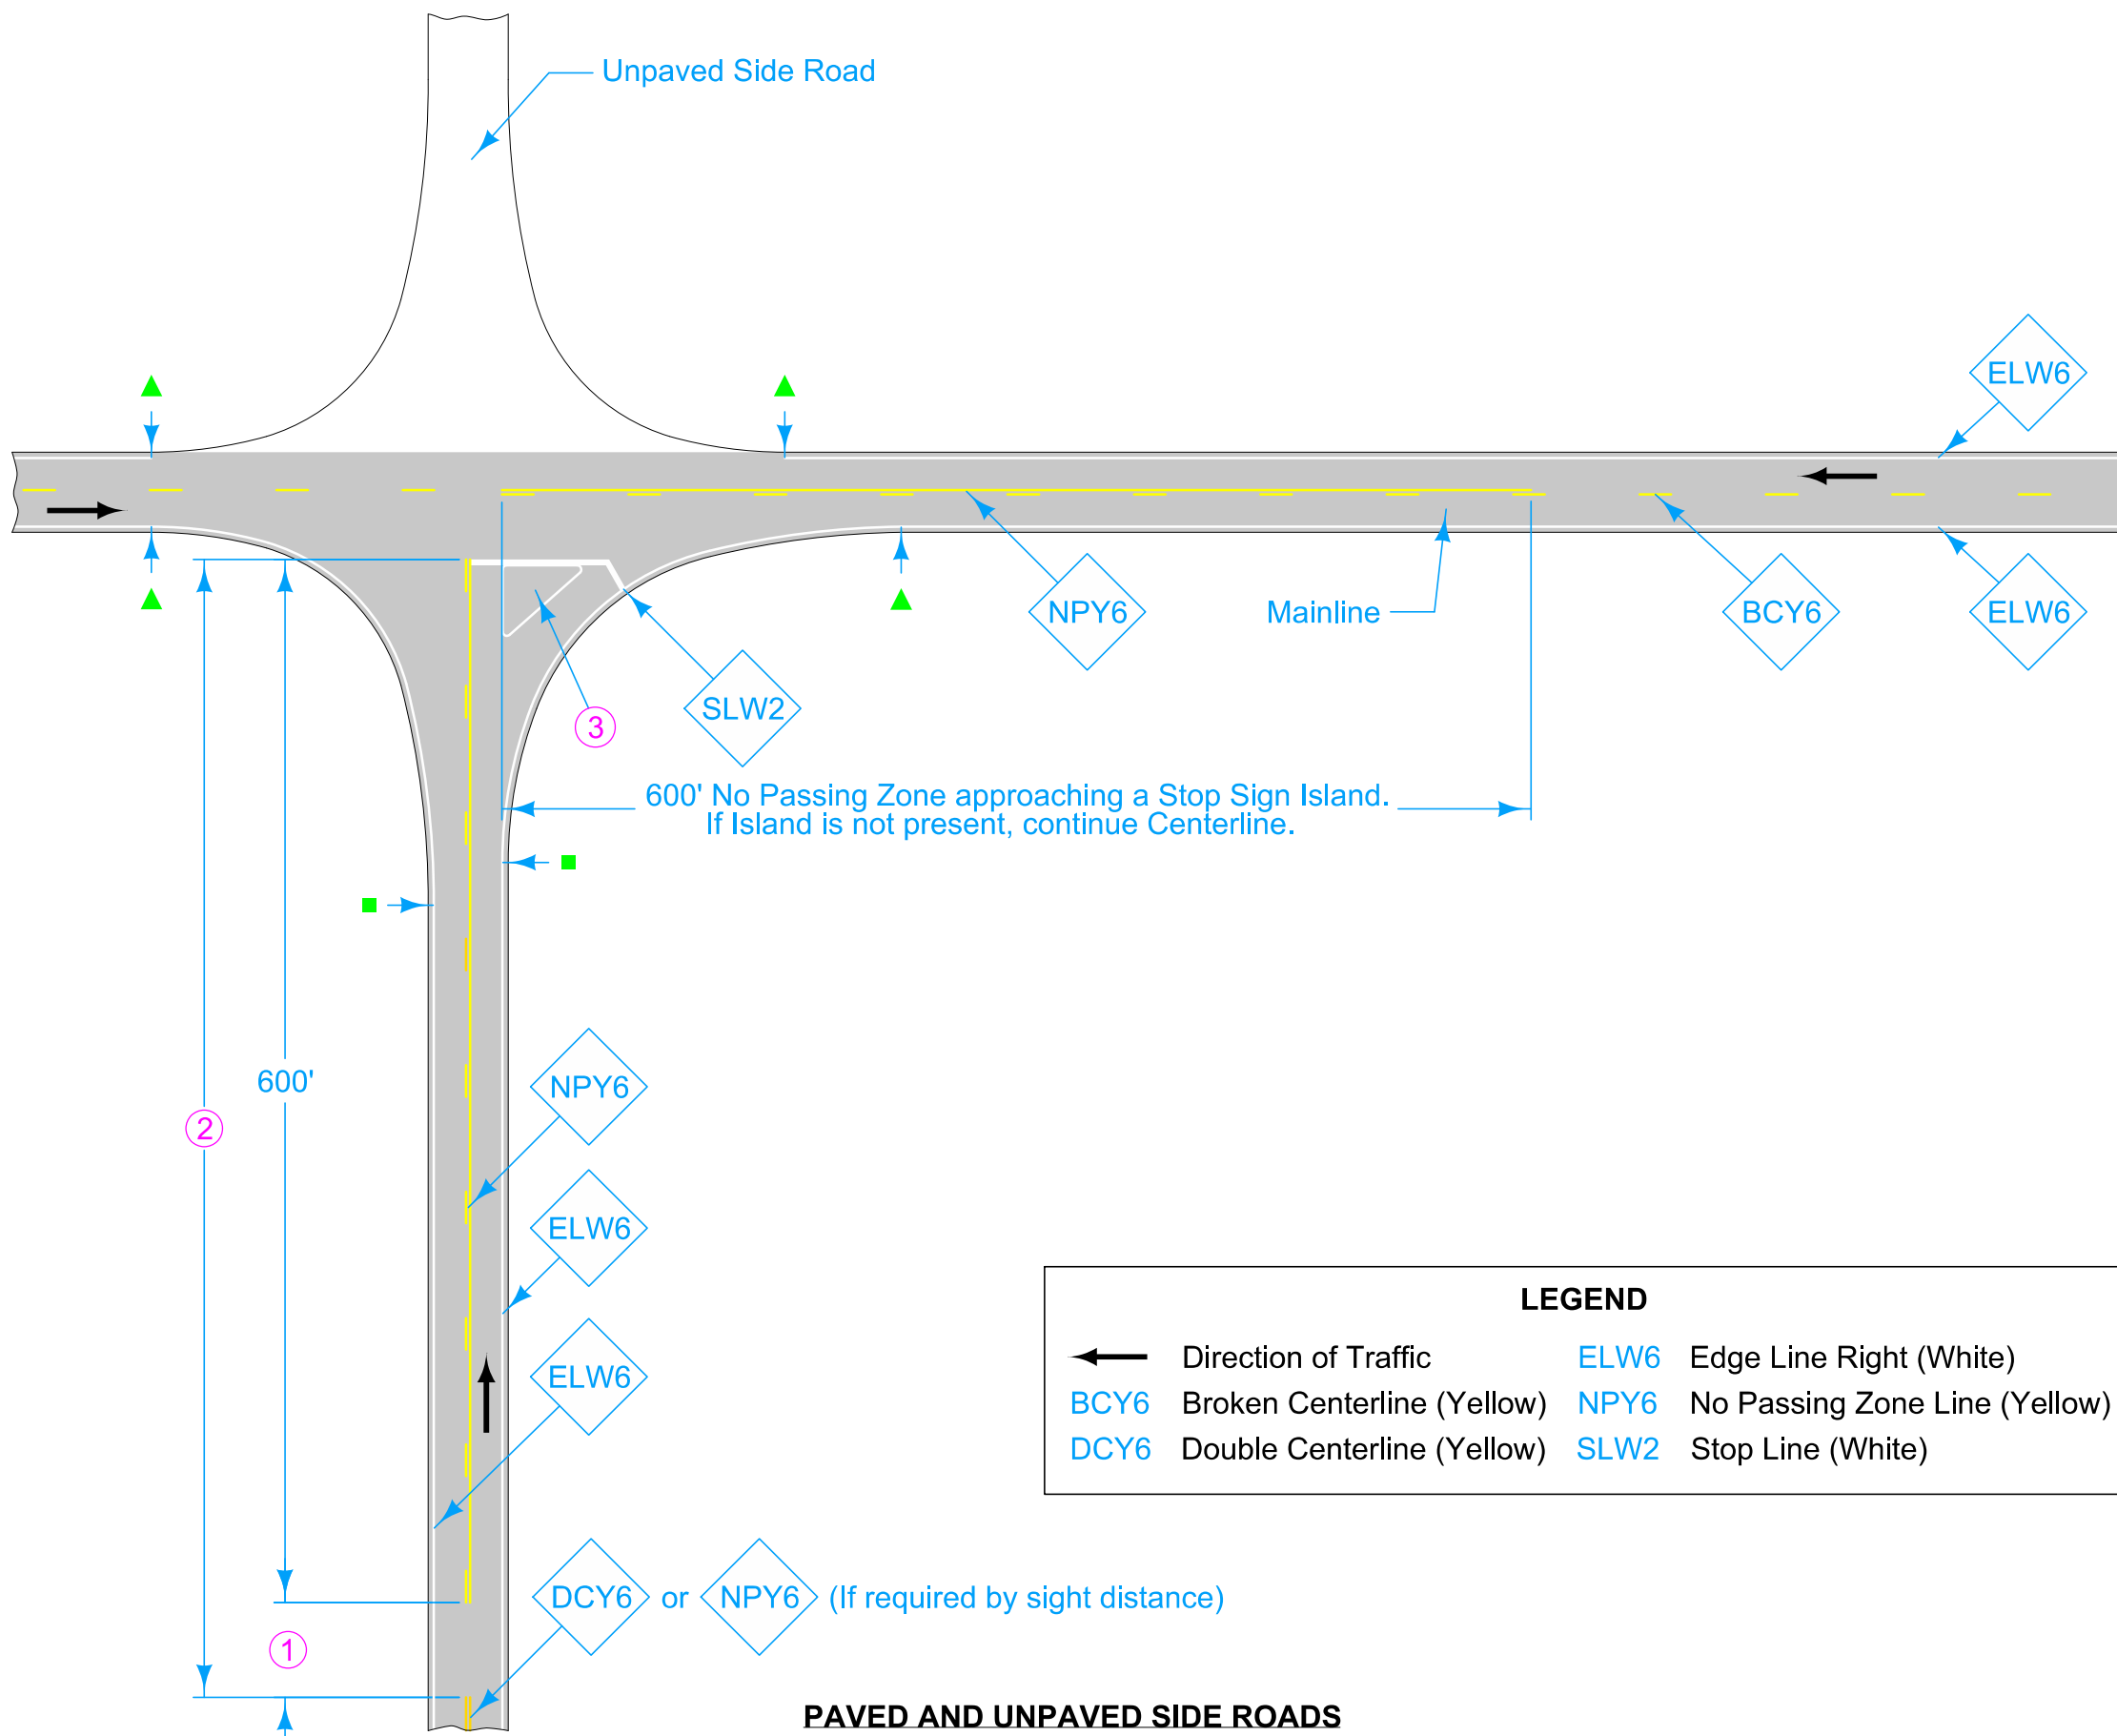 Unpaved Side Road
ELW6
NPY6
Mainline
BCY6
ELW6
SLW2
3
600' No Passing Zone approaching a Stop Sign Island.
If Island is not present, continue Centerline.
600'
NPY6
2
ELW6
ELW6
DCY6 or NPY6 (If required by sight distance)
1
LEGEND
Direction of Traffic ELW6 Edge Line Right (White)
BCY6 Broken Centerline (Yellow) NPY6 No Passing Zone Line (Yellow)
DCY6 Double Centerline (Yellow) SLW2 Stop Line (White)
PAVED AND UNPAVED SIDE ROADS